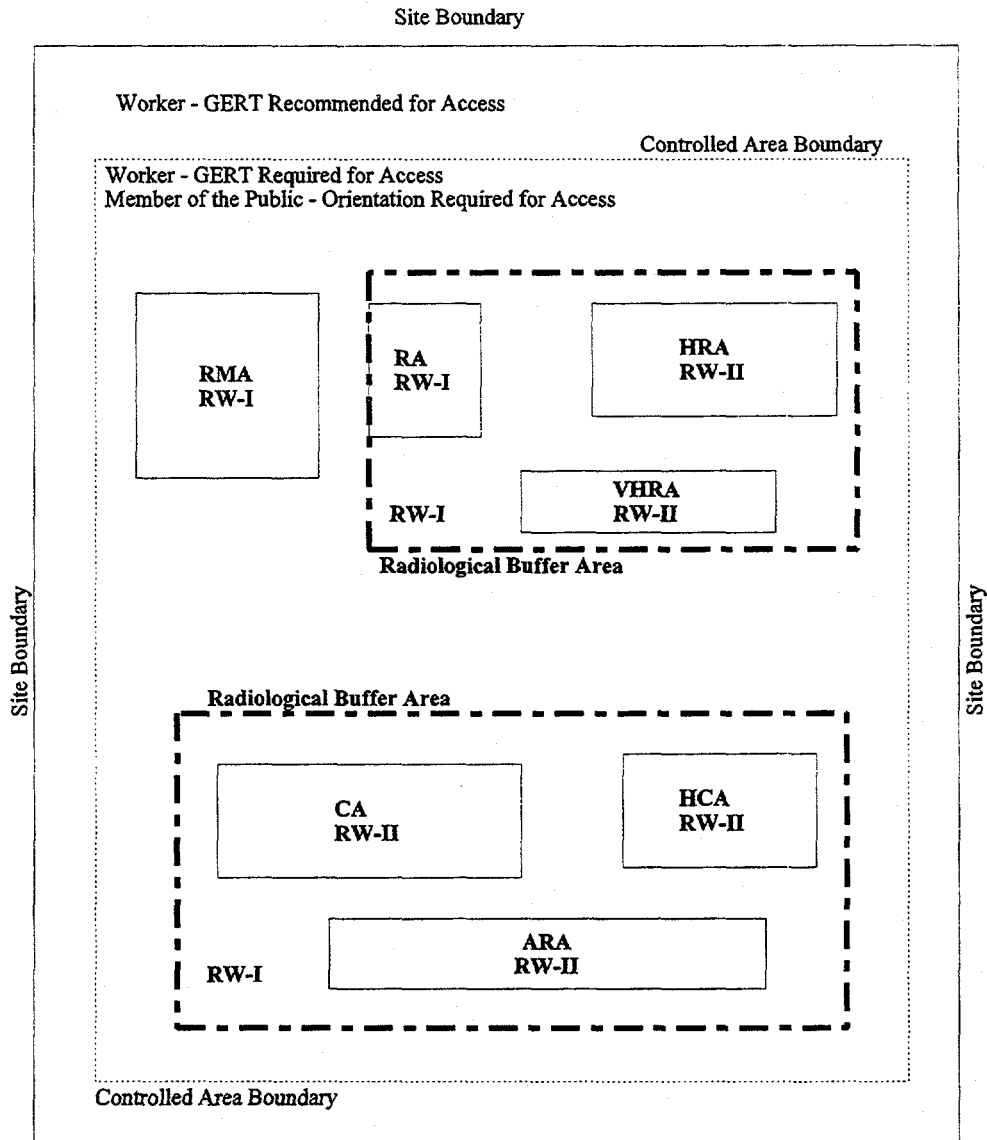 Site Boundary
Worker - GERT Recommended for Access
Controlled Area Boundary
Worker - GERT Required for Access
Member of the Public - Orientation Required for Access
RMA
RW-I
RA
RW-I
HRA
RW-II
VHRA
RW-II
RW-I
Radiological Buffer Area
Site Boundary
Site Boundary
Radiological Buffer Area
CA
RW-II
HCA
RW-II
ARA
RW-II
RW-I
Controlled Area Boundary